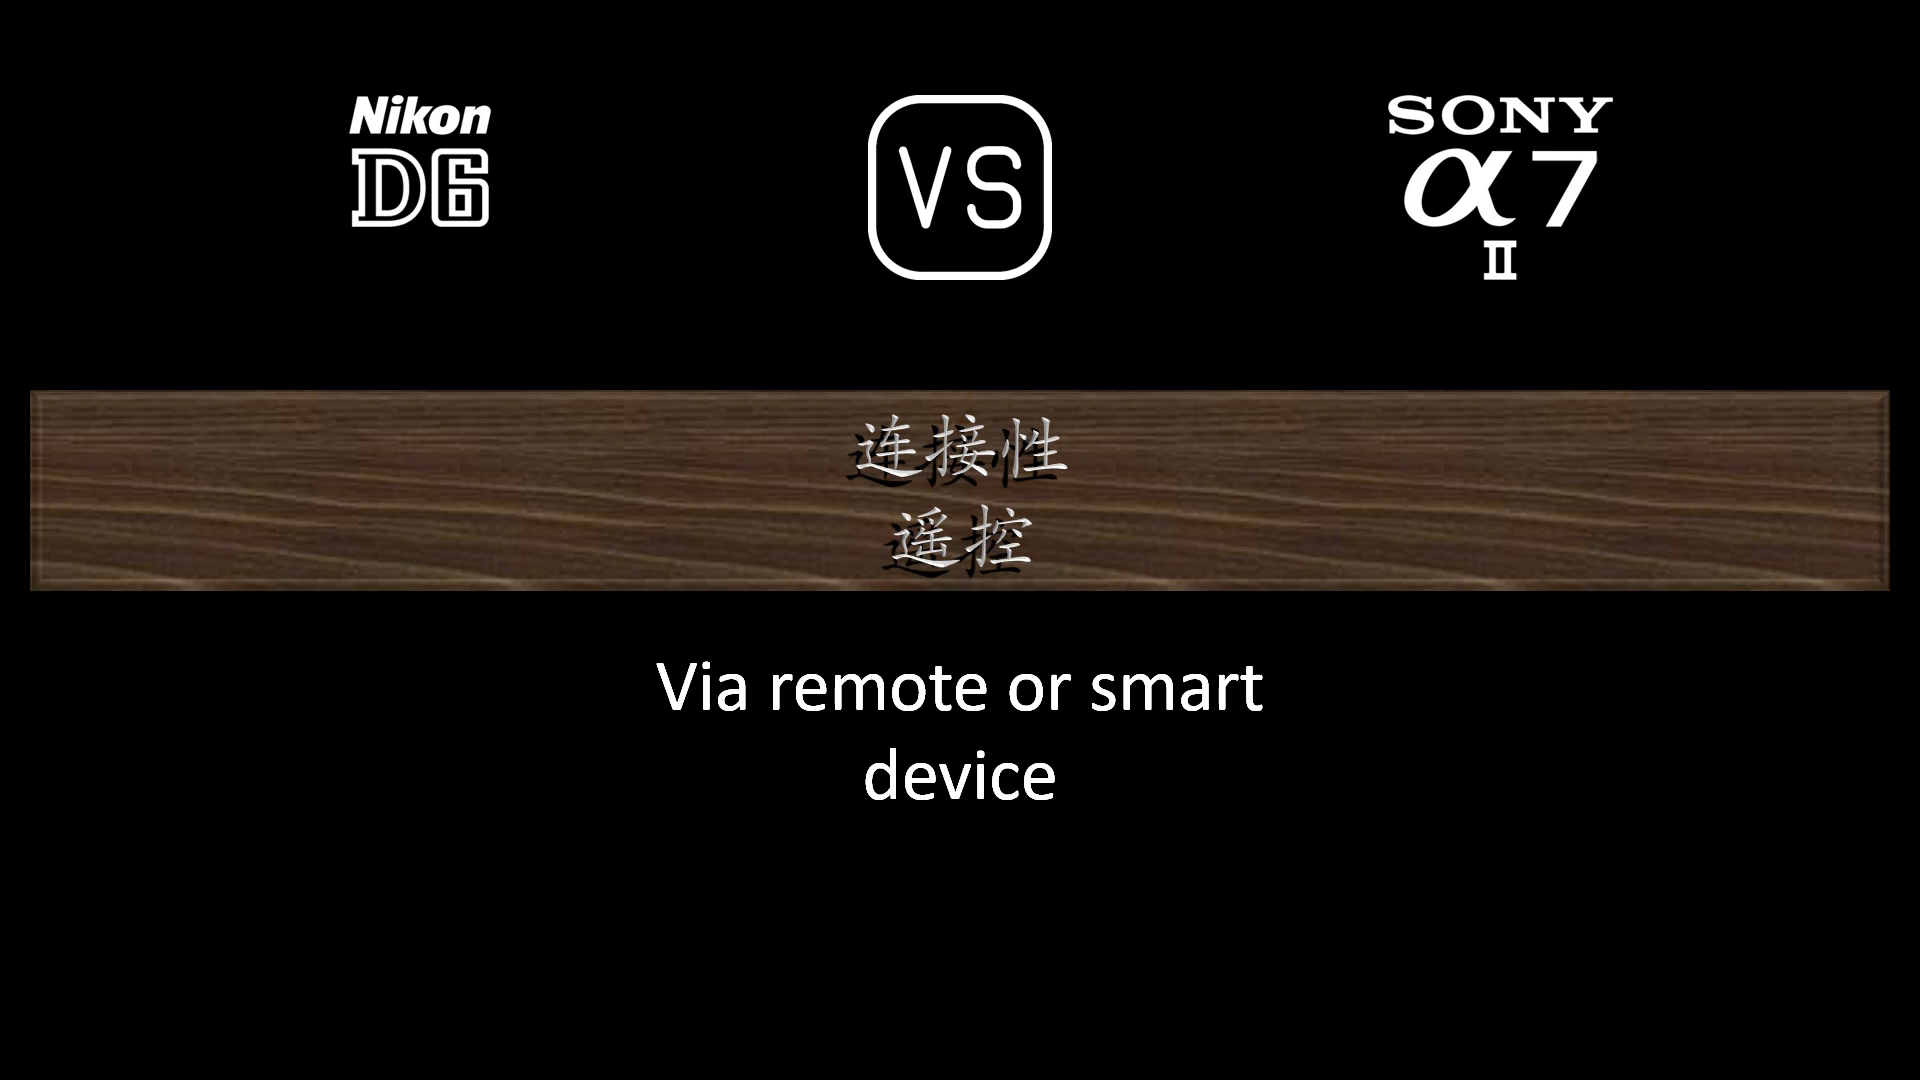 Nikon
D6
VS
SONY
α7
II
连接性
遥控
Via remote or smart
device